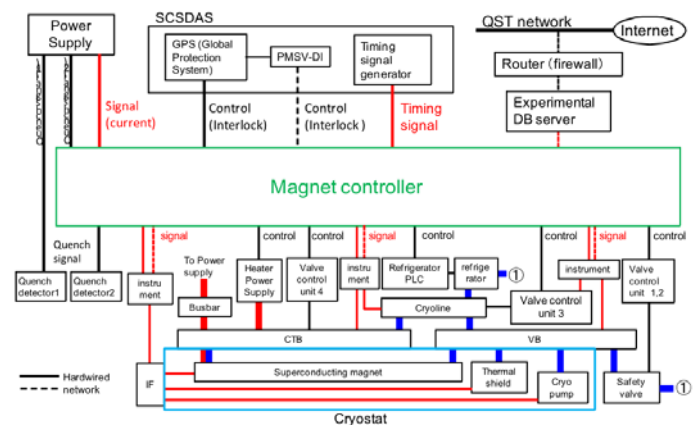 Power
Supply
SCSDAS
GPS (Global
Protection
System)
PMSV-DI
Timing
signal
generator
QST network
Internet
Router (firewall)
Experimental
DB server
Signal
(current)
Control
(Interlock)
Control
(Interlock)
Timing
signal
Magnet controller
Quench
signal
signal
control
control
signal
control
control
signal
control
Quench
detector1
Quench
detector2
instru
ment
To Power
supply
Busbar
Heater
Power
Supply
Valve
control
unit 4
instru
ment
Refrigerator
PLC
refrige
rator
①
Cryoline
Valve control
unit 3
instrument
Valve
control
unit 1,2
CTB
VB
Hardwired
network
IF
Superconducting magnet
Thermal
shield
Cryo
pump
Safety
valve
①
Cryostat